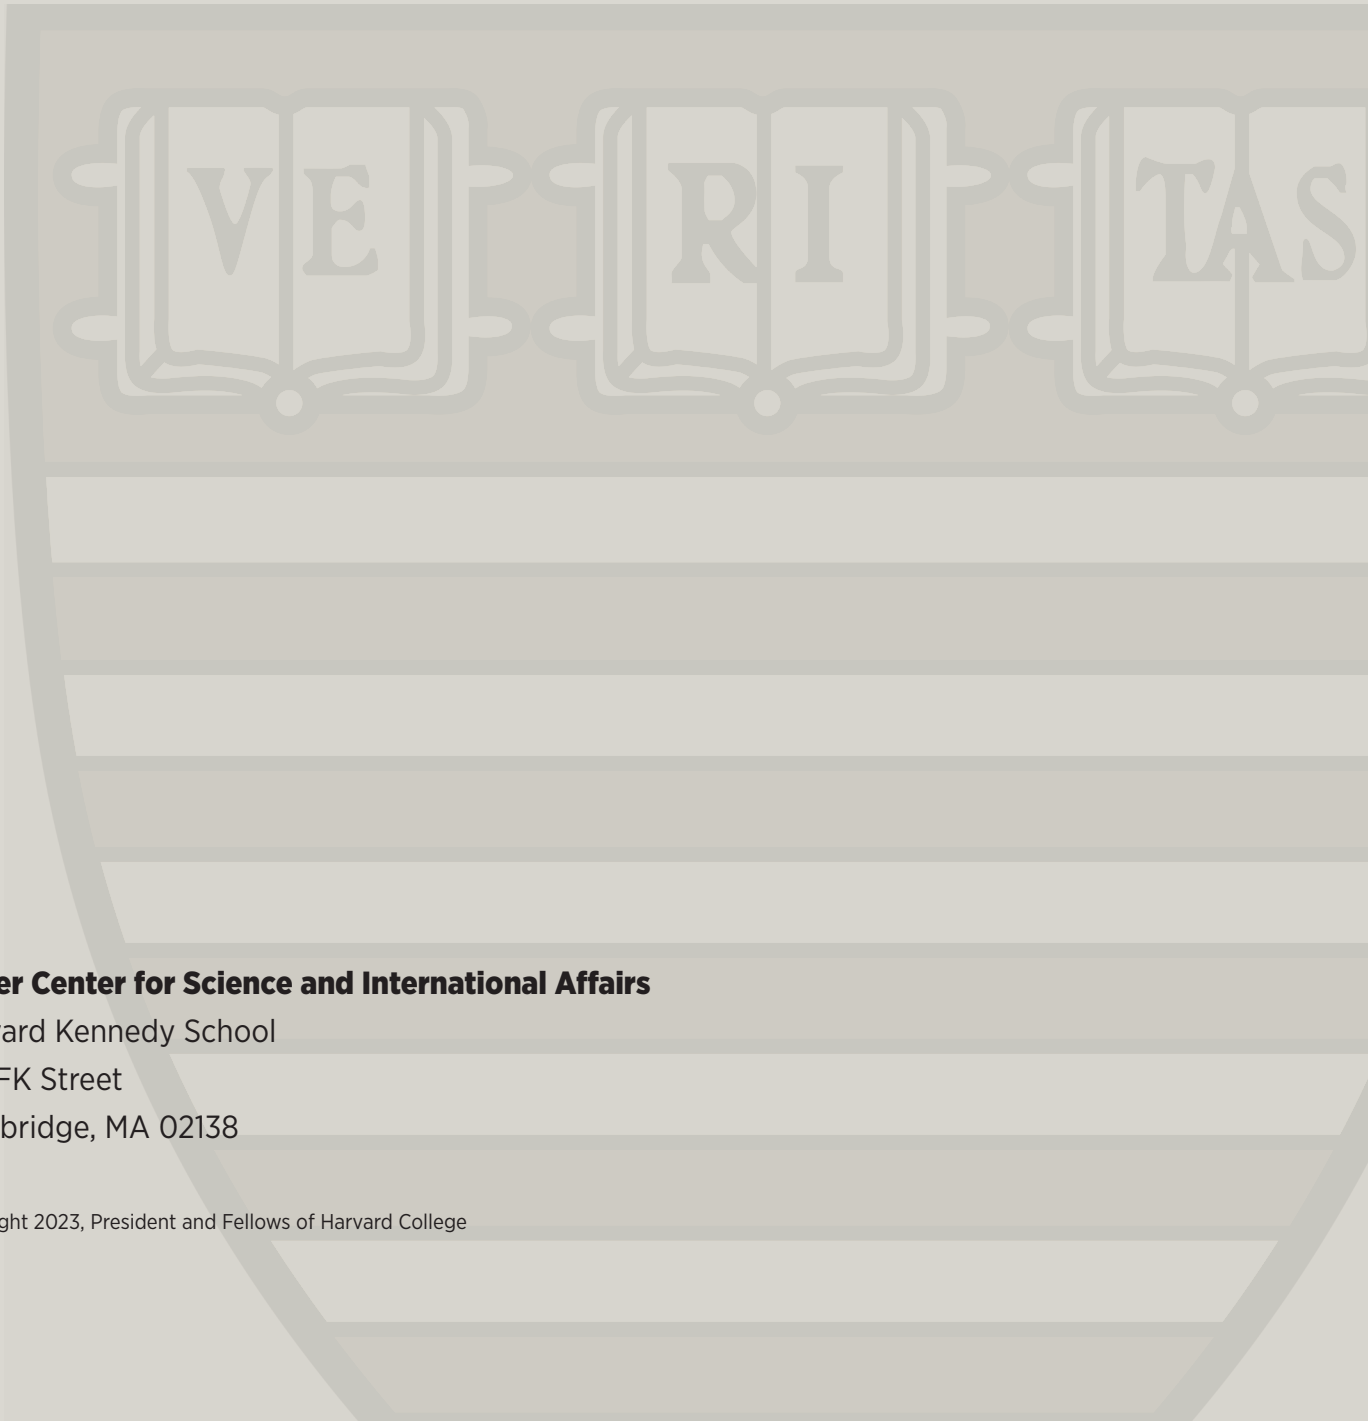 VE RI TAS
er Center for Science and International Affairs
ard Kennedy School
FK Street
bridge, MA 02138
ght 2023, President and Fellows of Harvard College